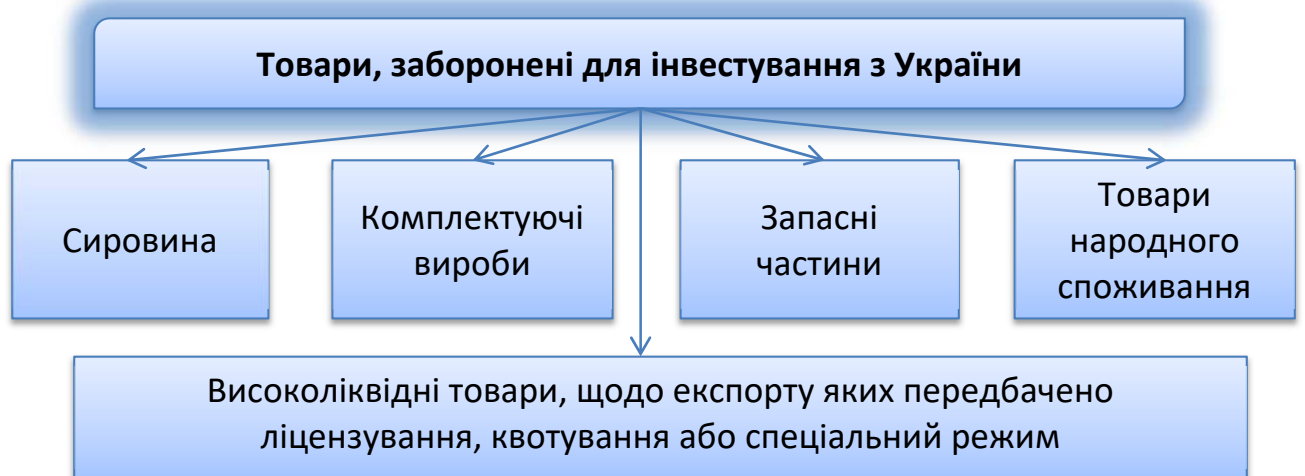 Товари, заборонені для інвестування з України
Сировина
Комплектуючі
вироби
Запасні
частини
Товари
народного
споживання
Високоліквідні товари, щодо експорту яких передбачено
ліцензування, квотування або спеціальний режим